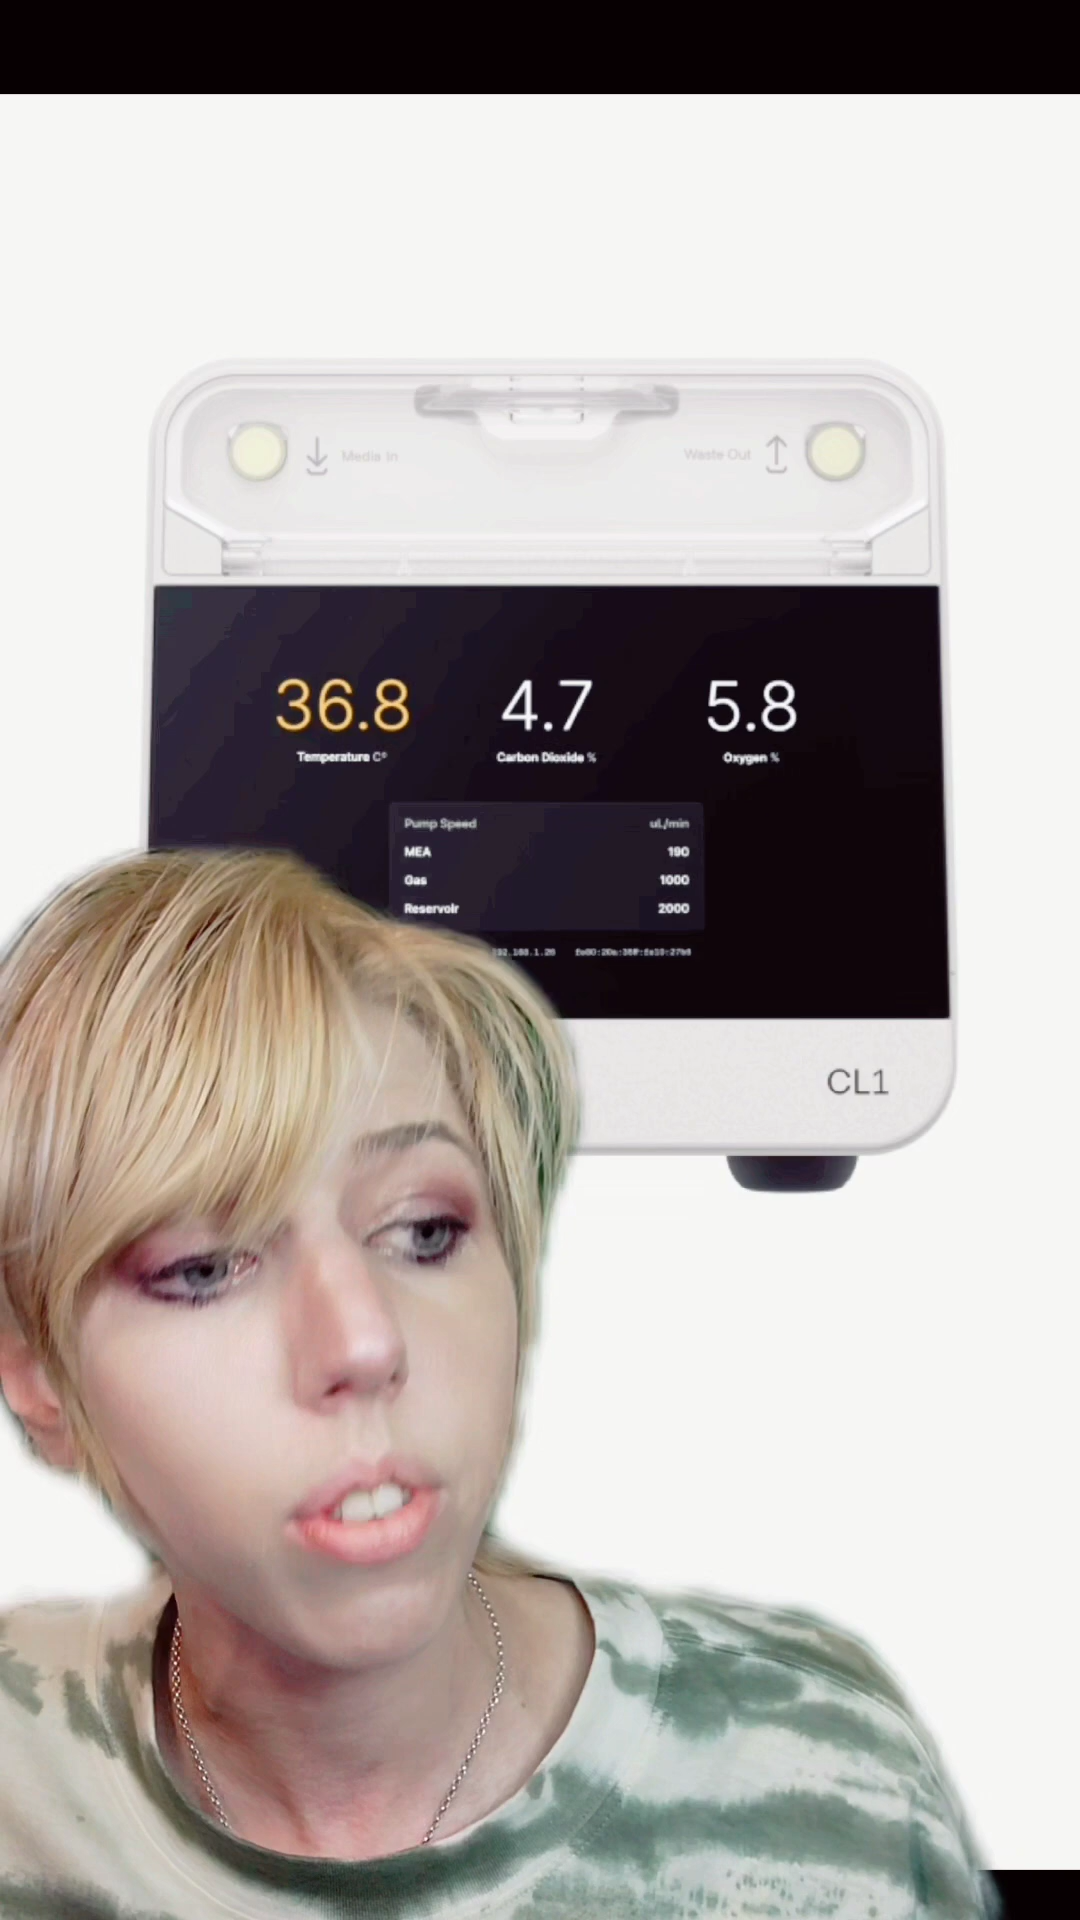 Media In
Waste Out
36.8
4.7
5.8
Temperature C°
Carbon Dioxide %
Oxygen %
Pump Speed uL/min
MEA 190
Gas 1000
Reservoir 2000
CL1